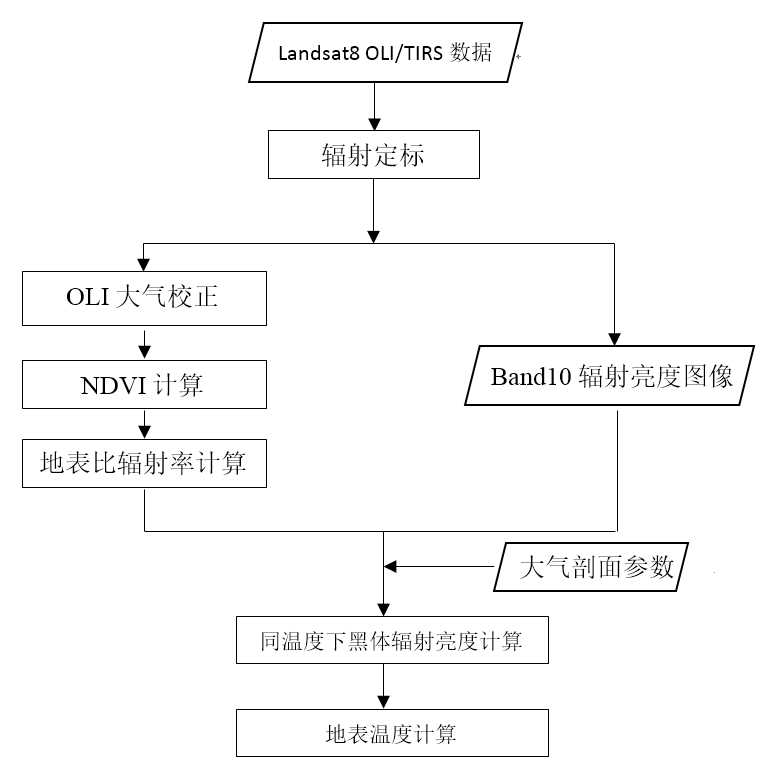 Landsat8 OLI/TIRS 数据
辐射定标
OLI 大气校正
NDVI 计算
地表比辐射率计算
Band10 辐射亮度图像
大气剖面参数
同温度下黑体辐射亮度计算
地表温度计算